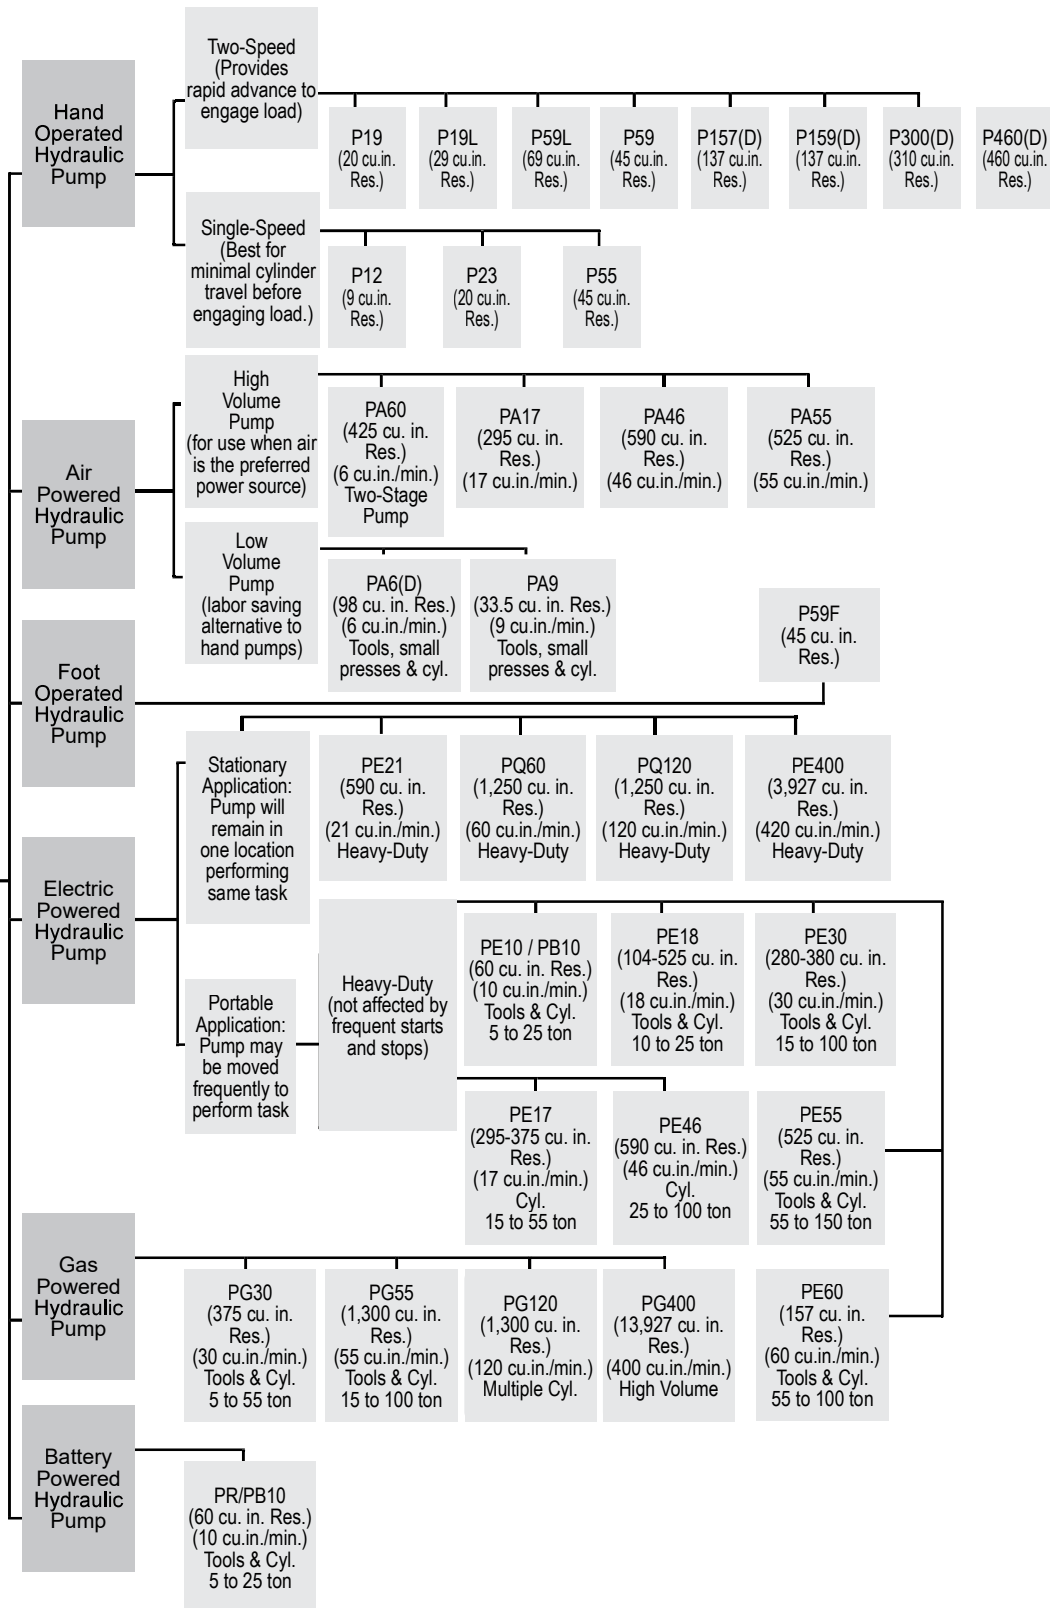 Hand
Operated
Hydraulic
Pump
Two-Speed
(Provides
rapid advance to
engage load)
P19
(20 cu.in.
Res.)
P19L
(29 cu.in.
Res.)
P59L
(69 cu.in.
Res.)
P59
(45 cu.in.
Res.)
P157(D)
(137 cu.in.
Res.)
P159(D)
(137 cu.in.
Res.)
P300(D)
(310 cu.in.
Res.)
P460(D)
(460 cu.in.
Res.)
Single-Speed
(Best for
minimal cylinder
travel before
engaging load.)
P12
(9 cu.in.
Res.)
P23
(20 cu.in.
Res.)
P55
(45 cu.in.
Res.)
Air
Powered
Hydraulic
Pump
High
Volume
Pump
(for use when air
is the preferred
power source)
PA60
(425 cu. in.
Res.)
(6 cu.in./min.)
Two-Stage
Pump
PA17
(295 cu. in.
Res.)
(17 cu.in./min.)
PA46
(590 cu. in.
Res.)
(46 cu.in./min.)
PA55
(525 cu. in.
Res.)
(55 cu.in./min.)
Low
Volume
Pump
(labor saving
alternative to
hand pumps)
PA6(D)
(98 cu. in. Res.)
(6 cu.in./min.)
Tools, small
presses & cyl.
PA9
(33.5 cu. in. Res.)
(9 cu.in./min.)
Tools, small
presses & cyl.
Foot
Operated
Hydraulic
Pump
P59F
(45 cu. in.
Res.)
Electric
Powered
Hydraulic
Pump
Stationary
Application:
Pump will
remain in
one location
performing
same task
PE21
(590 cu. in.
Res.)
(21 cu.in./min.)
Heavy-Duty
PQ60
(1,250 cu. in.
Res.)
(60 cu.in./min.)
Heavy-Duty
PQ120
(1,250 cu. in.
Res.)
(120 cu.in./min.)
Heavy-Duty
PE400
(3,927 cu. in.
Res.)
(420 cu.in./min.)
Heavy-Duty
Portable
Application:
Pump may
be moved
frequently to
perform task
Heavy-Duty
(not affected by
frequent starts
and stops)
PE10 / PB10
(60 cu. in. Res.)
(10 cu.in./min.)
Tools & Cyl.
5 to 25 ton
PE18
(104-525 cu. in.
Res.)
(18 cu.in./min.)
Tools & Cyl.
10 to 25 ton
PE30
(280-380 cu. in.
Res.)
(30 cu.in./min.)
Tools & Cyl.
15 to 100 ton
PE17
(295-375 cu. in.
Res.)
(17 cu.in./min.)
Cyl.
15 to 55 ton
PE46
(590 cu. in. Res.)
(46 cu.in./min.)
Cyl.
25 to 100 ton
PE55
(525 cu. in.
Res.)
(55 cu.in./min.)
Tools & Cyl.
55 to 150 ton
PE60
(157 cu. in.
Res.)
(60 cu.in./min.)
Tools & Cyl.
55 to 100 ton
Gas
Powered
Hydraulic
Pump
PG30
(375 cu. in.
Res.)
(30 cu.in./min.)
Tools & Cyl.
5 to 55 ton
PG55
(1,300 cu. in.
Res.)
(55 cu.in./min.)
Tools & Cyl.
15 to 100 ton
PG120
(1,300 cu. in.
Res.)
(120 cu.in./min.)
Multiple Cyl.
PG400
(13,927 cu. in.
Res.)
(400 cu.in./min.)
High Volume
Battery
Powered
Hydraulic
Pump
PR/PB10
(60 cu. in. Res.)
(10 cu.in./min.)
Tools & Cyl.
5 to 25 ton